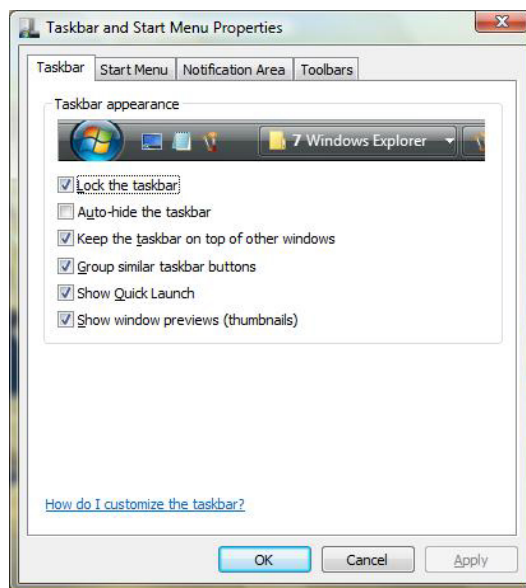 Taskbar and Start Menu Properties
Taskbar
Start Menu
Notification Area
Toolbars
Taskbar appearance
7 Windows Explorer
Lock the taskbar
Auto-hide the taskbar
Keep the taskbar on top of other windows
Group similar taskbar buttons
Show Quick Launch
Show window previews (thumbnails)
How do I customize the taskbar?
OK
Cancel
Apply